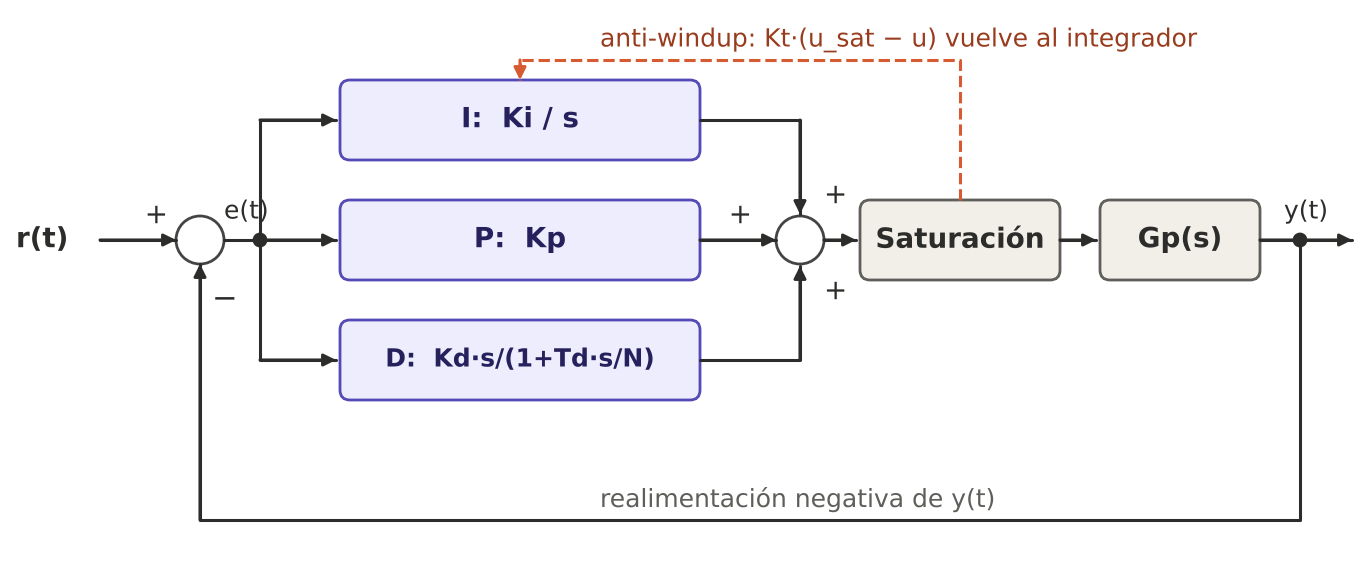 anti-windup: Kt·(u_sat − u) vuelve al integrador
I: Ki / s
+
e(t)
+
+
y(t)
r(t)
P: Kp
Saturación
Gp(s)
−
+
D: Kd·s/(1+Td·s/N)
realimentación negativa de y(t)